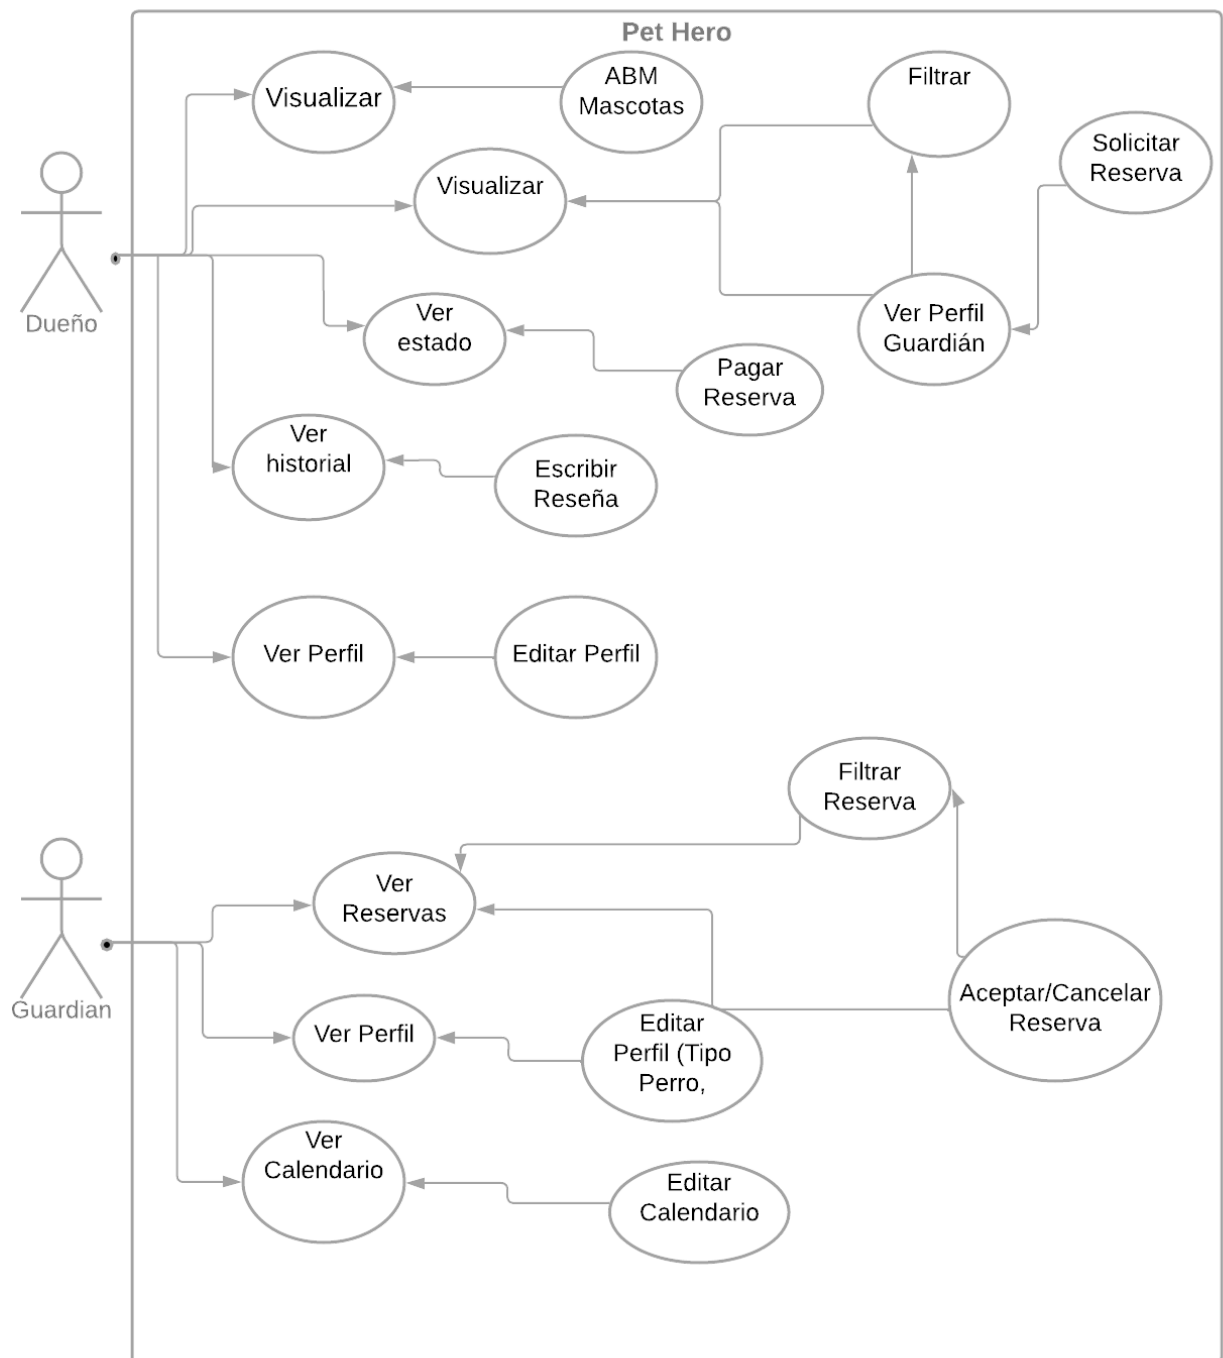 Pet Hero
Visualizar
ABM
Mascotas
Filtrar
Solicitar
Reserva
Visualizar
Dueño
Ver
estado
Ver Perfil
Guardián
Pagar
Reserva
Ver
historial
Escribir
Reseña
Ver Perfil
Editar Perfil
Filtrar
Reserva
Ver
Reservas
Guardian
Aceptar/Cancelar
Reserva
Ver Perfil
Editar
Perfil (Tipo
Perro,
Ver
Calendario
Editar
Calendario